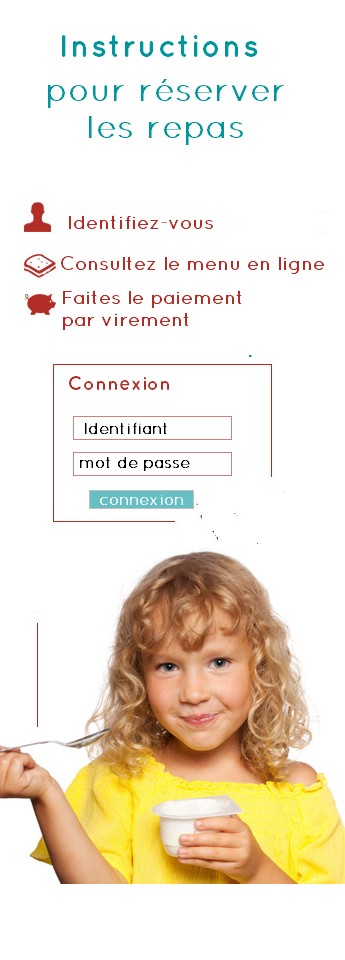 Instructions
pour réserver
les repas
Identifiez-vous
Consultez le menu en ligne
Faites le paiement
par virement
Connexion
Identifiant
mot de passe
connexion